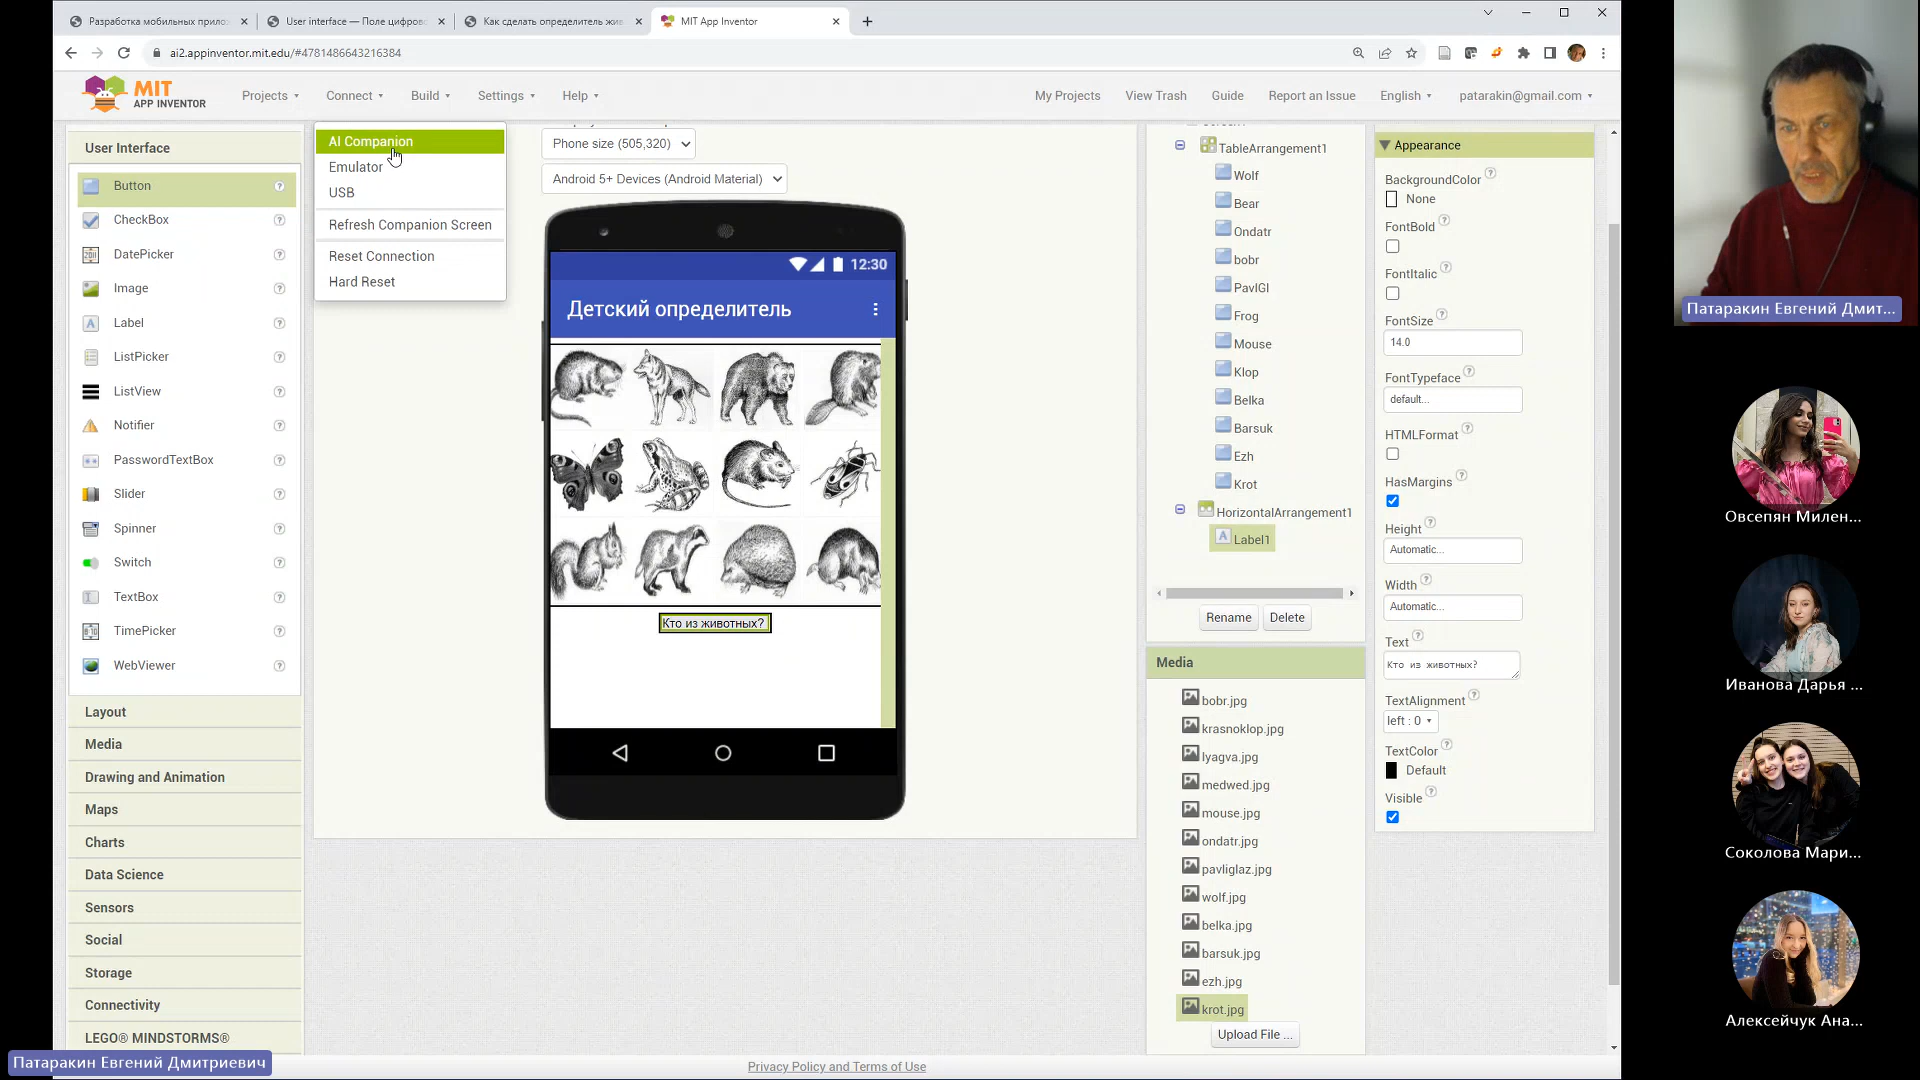 Разработка мобильных прило
User interface — Поле цифрово
Как сделать определитель жив
MIT App Inventor
ai2.appinventor.mit.edu/#4781486643216384
MIT
APP INVENTOR
Projects
Connect
Build
Settings
Help
My Projects
View Trash
Guide
Report an Issue
English
patarakin@gmail.com
User Interface
Button
CheckBox
DatePicker
Image
Label
ListPicker
ListView
Notifier
PasswordTextBox
Slider
Spinner
Switch
TextBox
TimePicker
WebViewer
Layout
Media
Drawing and Animation
Maps
Charts
Data Science
Sensors
Social
Storage
Connectivity
LEGO® MINDSTORMS®
AI Companion
Emulator
USB
Refresh Companion Screen
Reset Connection
Hard Reset
Phone size (505,320)
Android 5+ Devices (Android Material)
12:30
Детский определитель
Кто из животных?
TableArrangement1
Wolf
Bear
Ondatr
bobr
PavlGl
Frog
Mouse
Klop
Belka
Barsuk
Ezh
Krot
HorizontalArrangement1
Label1
Rename
Delete
Media
bobr.jpg
krasnoklop.jpg
lyagva.jpg
medwed.jpg
mouse.jpg
ondatr.jpg
pavliglaz.jpg
wolf.jpg
belka.jpg
barsuk.jpg
ezh.jpg
krot.jpg
Upload File ...
Appearance
BackgroundColor
None
FontBold
FontItalic
FontSize
14.0
FontTypeface
default...
HTMLFormat
HasMargins
Height
Automatic...
Width
Automatic...
Text
Кто из животных?
TextAlignment
left : 0
TextColor
Default
Visible
Privacy Policy and Terms of Use
Патаракин Евгений Дмитриевич
Патаракин Евгений Дмит...
Овсепян Милен...
Иванова Дарья ...
Соколова Мари...
Алексейчук Ана...